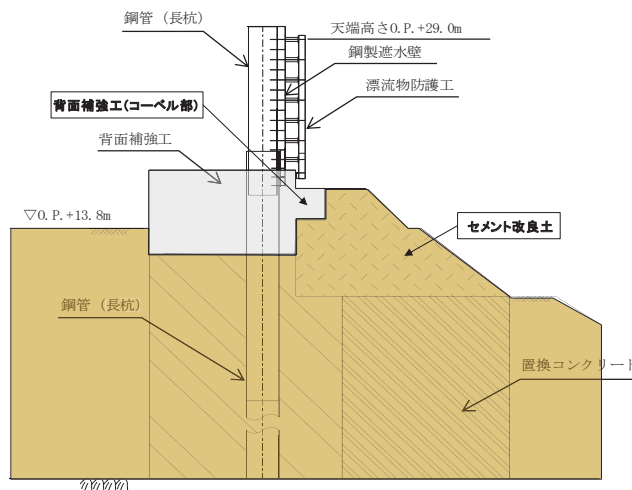 鋼管（長杭）
天端高さO.P.+29.0m
鋼製遮水壁
漂流物防護工
背面補強工(コーベル部)
背面補強工
▽O.P.+13.8m
セメント改良土
鋼管（長杭）
置換コンクリート